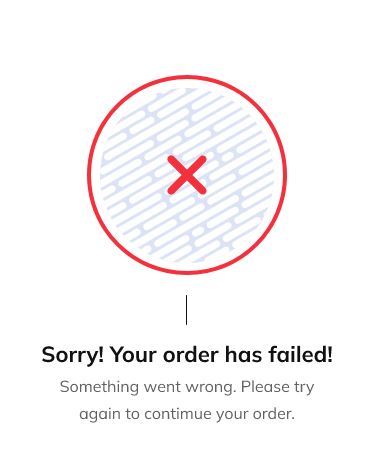 Sorry! Your order has failed!
Something went wrong. Please try
again to contimue your order.